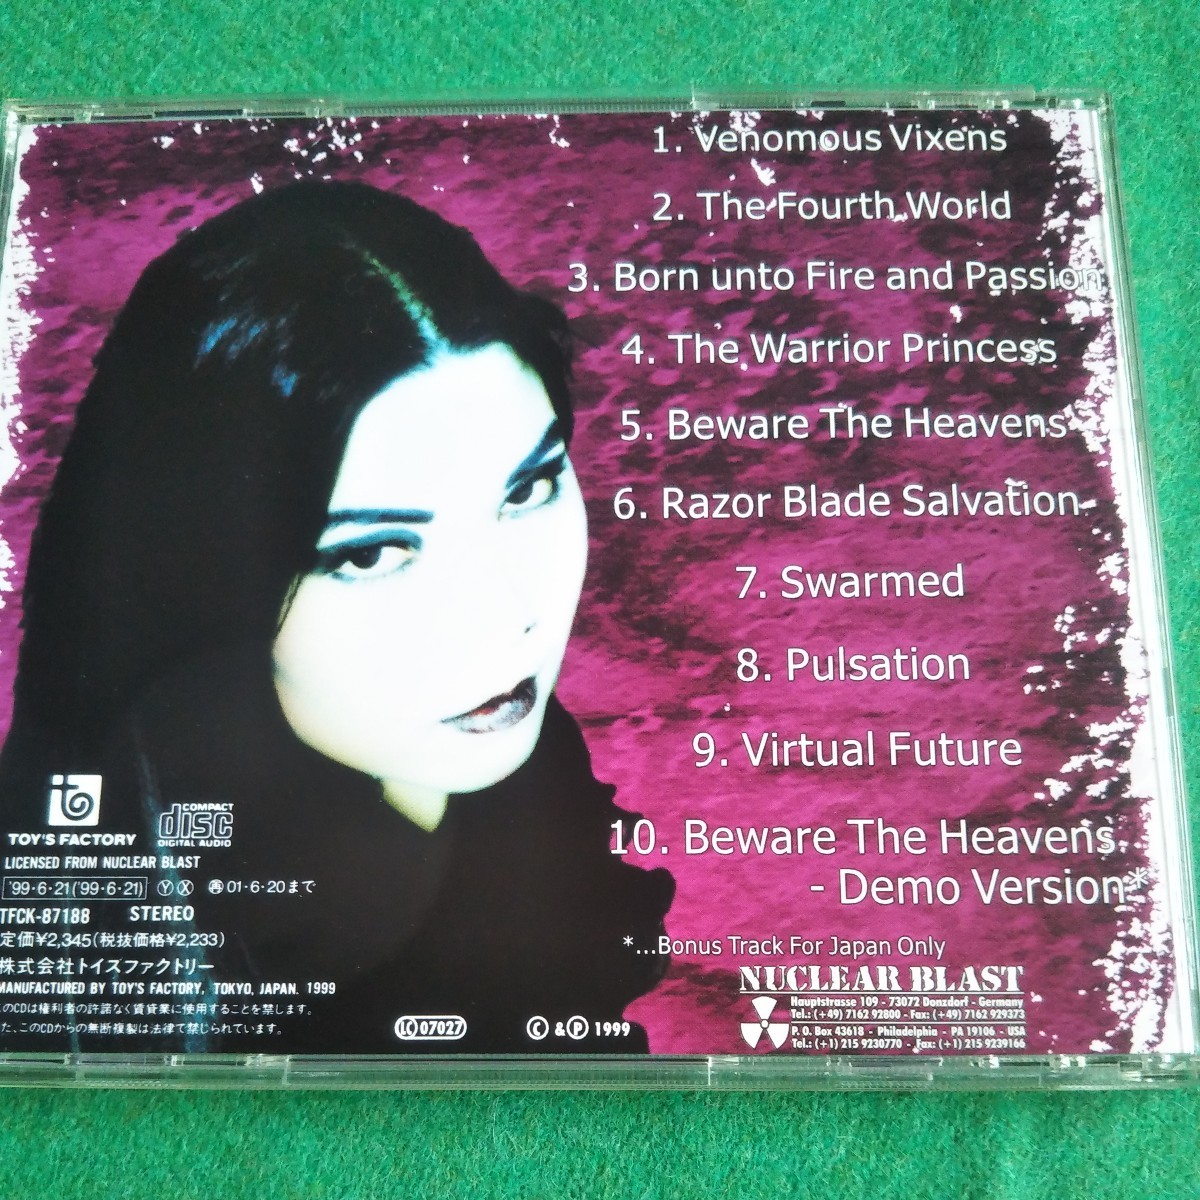 1. Venomous Vixens
2. The Fourth World
3. Born unto Fire and Passion
4. The Warrior Princess
5. Beware The Heavens
6. Razor Blade Salvation
7. Swarmed
8. Pulsation
9. Virtual Future
10. Beware The Heavens
- Demo Version*
*...Bonus Track For Japan Only
TOY'S FACTORY
COMPACT
disc
DIGITAL AUDIO
LICENSED FROM NUCLEAR BLAST
'99・6・21('99・6・21) Ⓨ Ⓧ ㊢01・6・20まで
TFCK-87188 STEREO
定価¥2,345(税抜価格¥2,233)
株式会社トイズファクトリー
MANUFACTURED BY TOY'S FACTORY, TOKYO, JAPAN. 1999
このCDは権利者の許諾なく賃貸業に使用することを禁じます。
た、このCDからの無断複製は法律で禁じられています。
LC 07027
© & ℗ 1999
NUCLEAR BLAST
Hauptstrasse 109 - 73072 Donzdorf - Germany
Tel.: (+49) 7162 92800 - Fax: (+49) 7162 929373
P. O. Box 43618 - Philadelphia - PA 19106 - USA
Tel.: (+1) 215 9230770 - Fax: (+1) 215 9239166